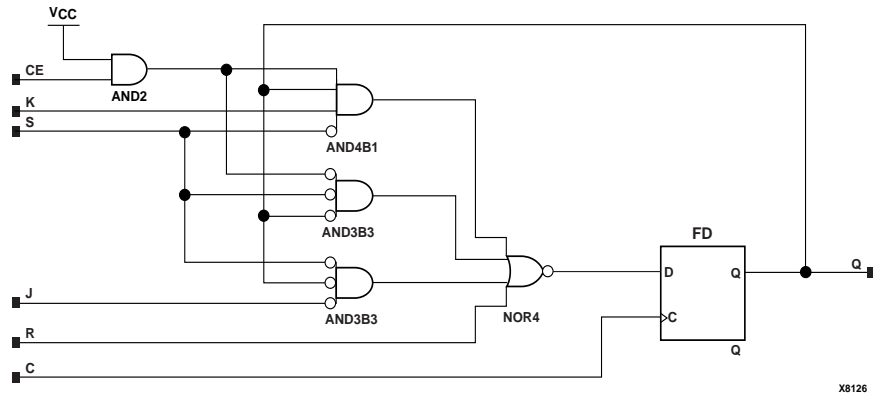 VCC
CE
AND2
K
S
AND4B1
AND3B3
FD
D
Q
Q
J
AND3B3
C
R
NOR4
Q
C
X8126